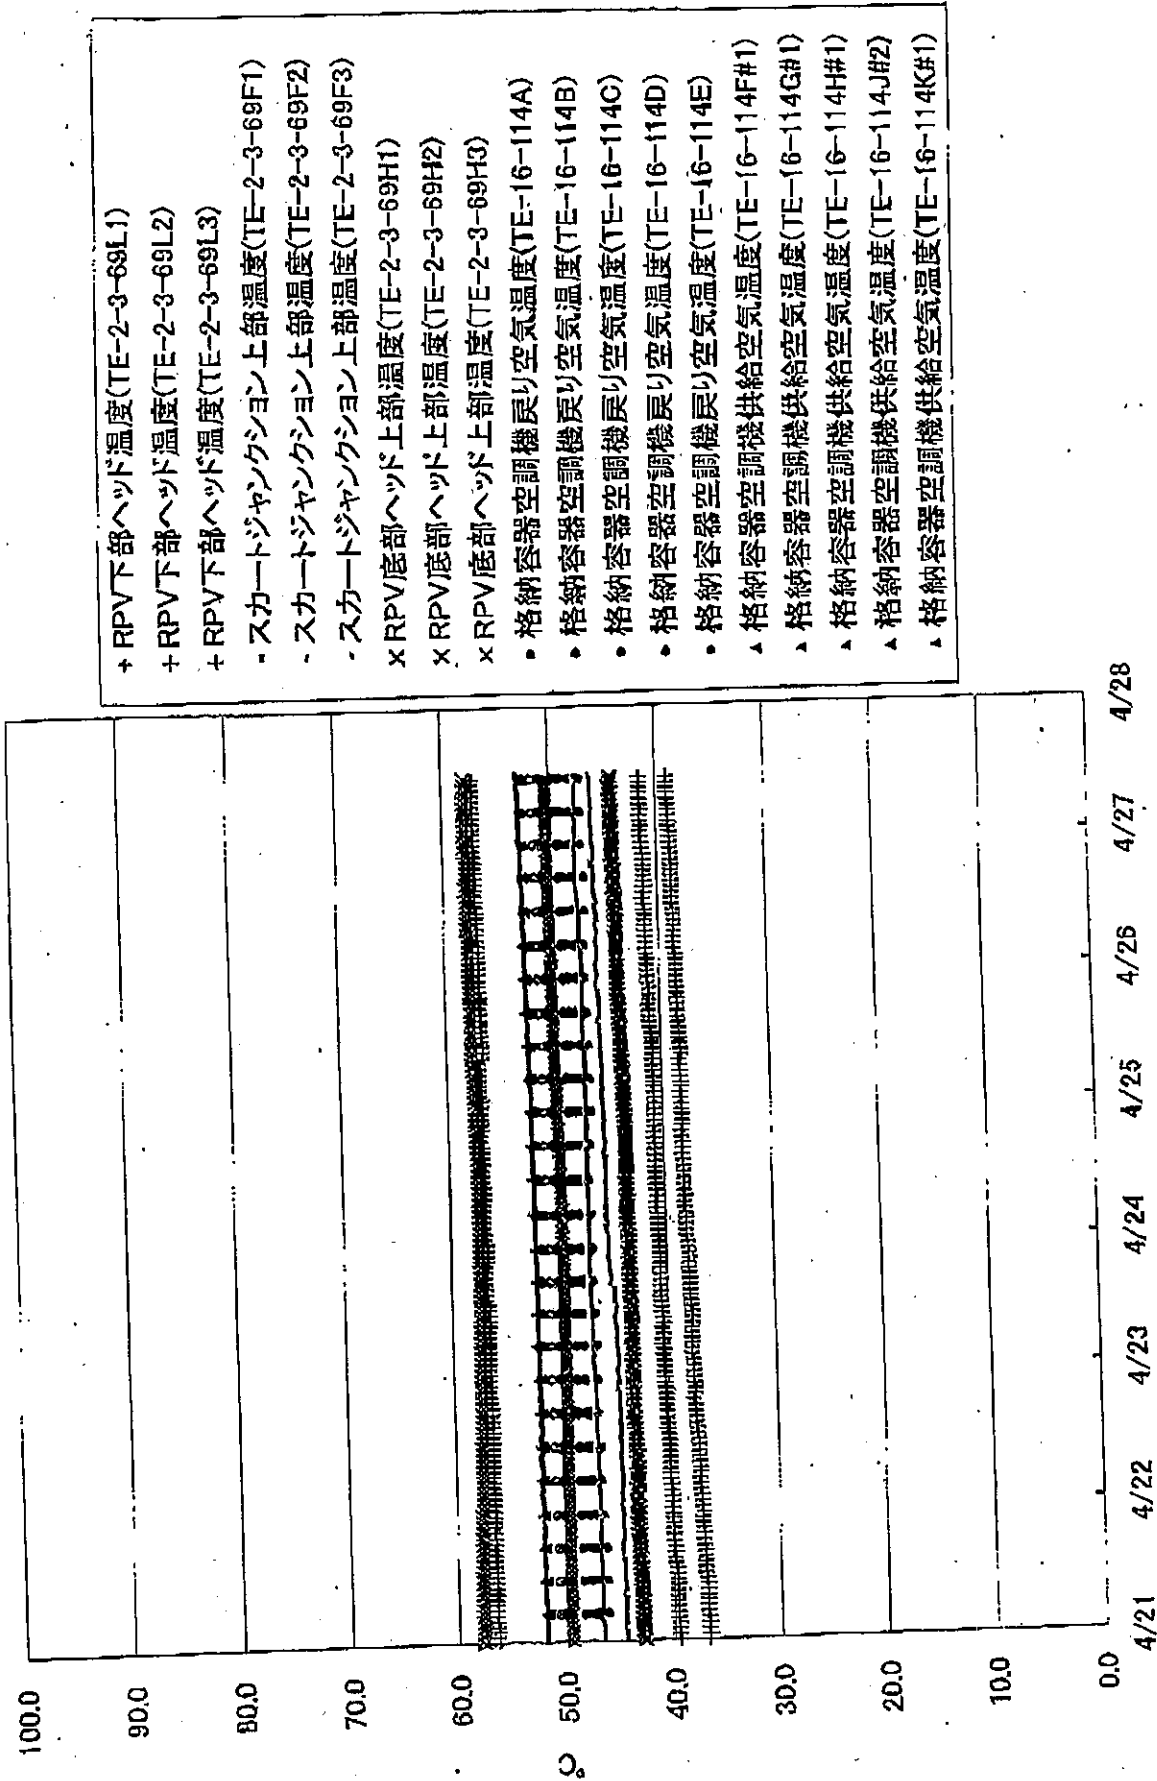 +RPV下部ヘッド温度(TE-2-3-69L1)
+RPV下部ヘッド温度(TE-2-3-69L2)
+RPV下部ヘッド温度(TE-2-3-69L3)
-スカートジャンクション上部温度(TE-2-3-69F1)
-スカートジャンクション上部温度(TE-2-3-69F2)
-スカートジャンクション上部温度(TE-2-3-69F3)
×RPV底部ヘッド上部温度(TE-2-3-69H1)
×RPV底部ヘッド上部温度(TE-2-3-69H2)
×RPV底部ヘッド上部温度(TE-2-3-69H3)
•格納容器空調機戻り空気温度(TE-16-114A)
•格納容器空調機戻り空気温度(TE-16-114B)
•格納容器空調機戻り空気温度(TE-16-114C)
•格納容器空調機戻り空気温度(TE-16-114D)
•格納容器空調機戻り空気温度(TE-16-114E)
▲格納容器空調機供給空気温度(TE-16-114F#1)
▲格納容器空調機供給空気温度(TE-16-114G#1)
▲格納容器空調機供給空気温度(TE-16-114H#1)
▲格納容器空調機供給空気温度(TE-16-114J#2)
▲格納容器空調機供給空気温度(TE-16-114K#1)
100.0
90.0
80.0
70.0
60.0
50.0
40.0
30.0
20.0
10.0
0.0
℃
4/21
4/22
4/23
4/24
4/25
4/26
4/27
4/28